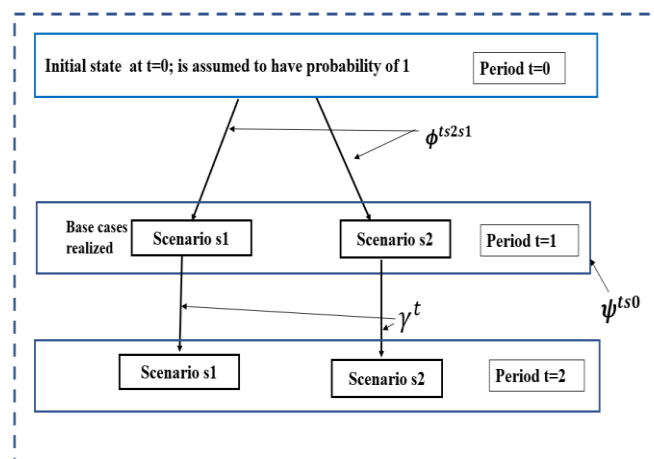 Initial state at t=0; is assumed to have probability of 1
Period t=0
ϕ^{ts2s1}
Base cases
realized
Scenario s1
Scenario s2
Period t=1
ψ^{ts0}
γ^t
Scenario s1
Scenario s2
Period t=2